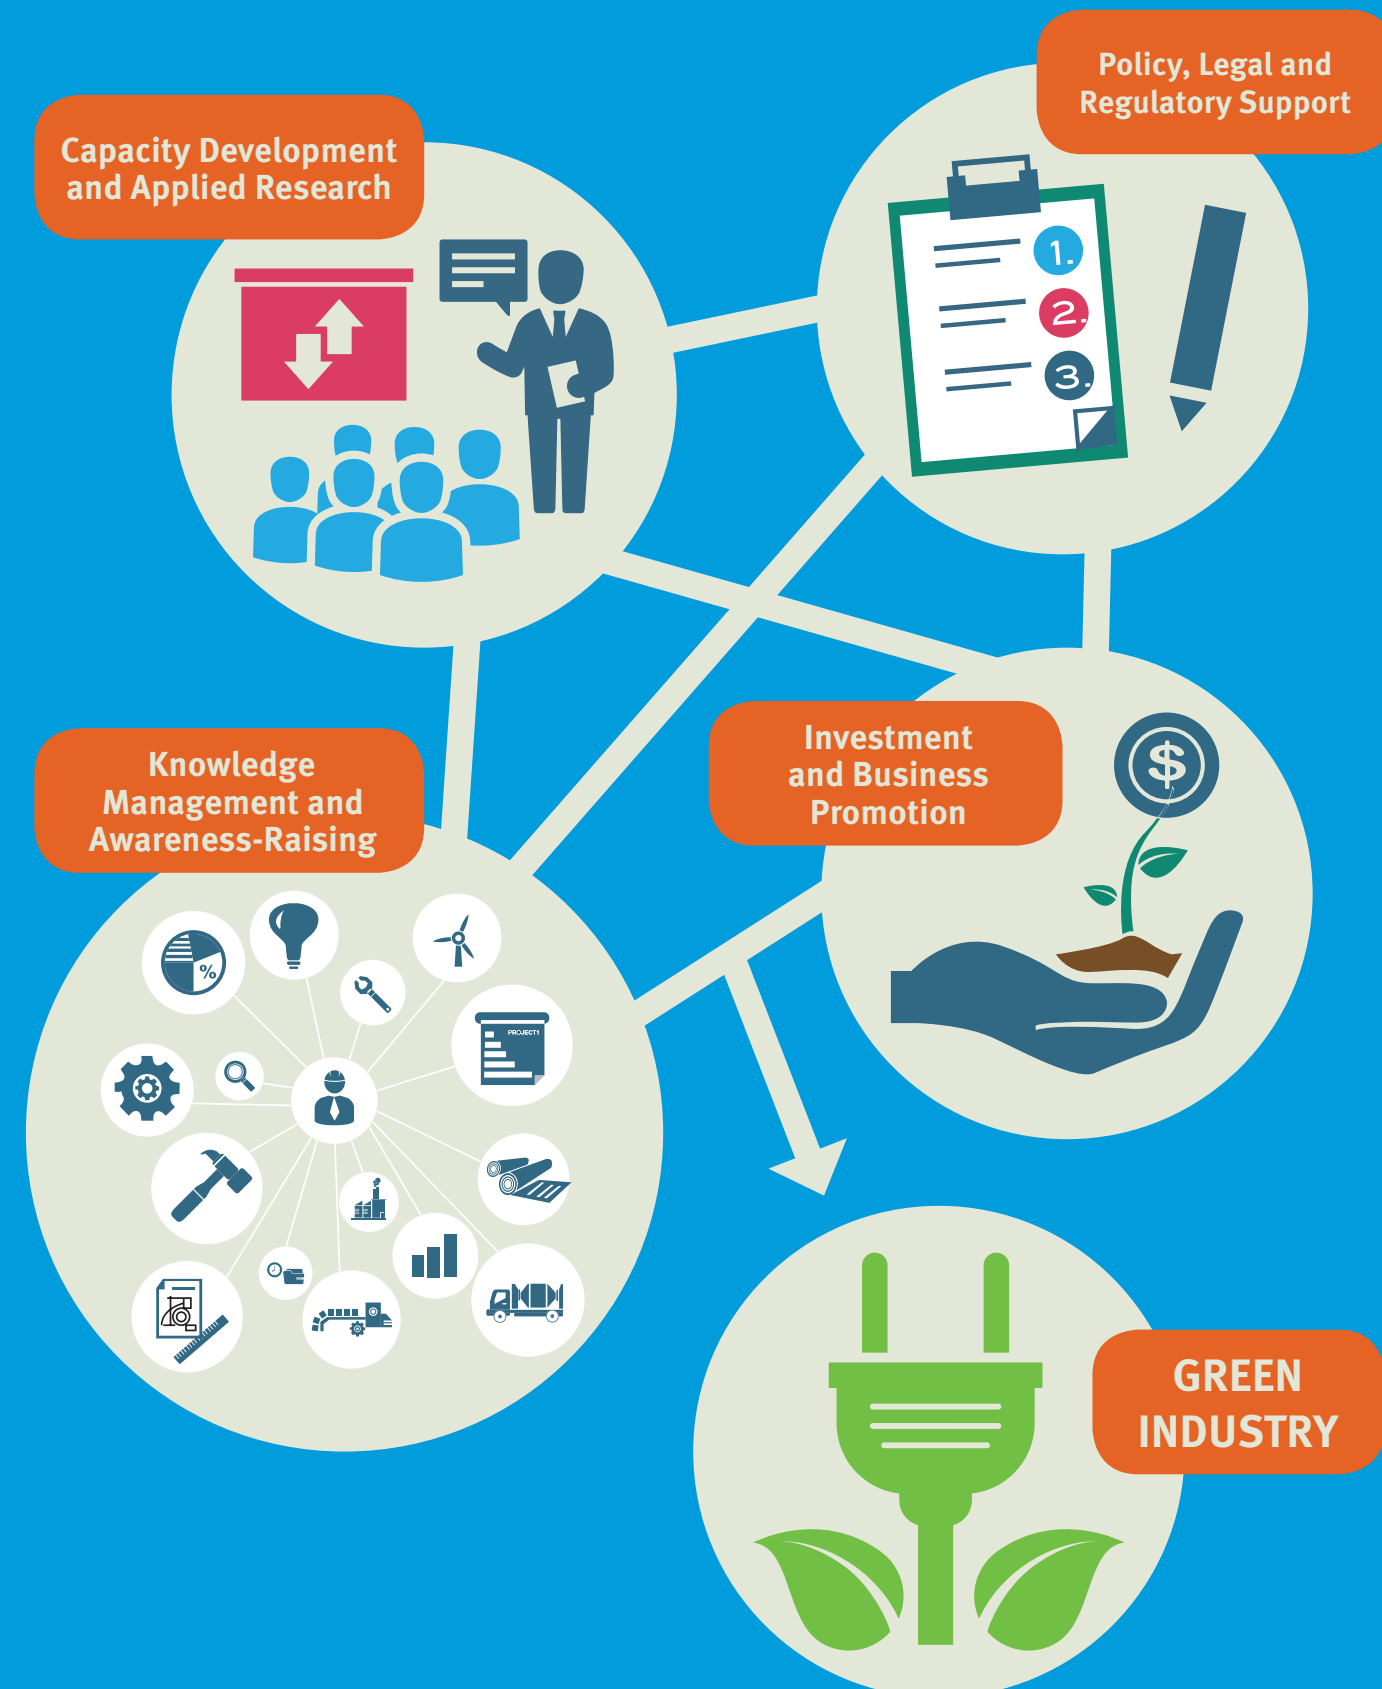 Policy, Legal and
Regulatory Support
Capacity Development
and Applied Research
1.
2.
3.
Investment
and Business
Promotion
$
Knowledge
Management and
Awareness-Raising
%
PROJECT1
GREEN
INDUSTRY